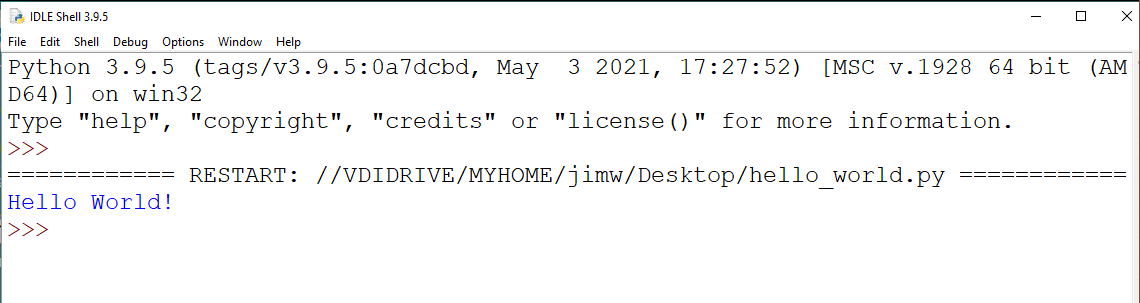 IDLE Shell 3.9.5
File Edit Shell Debug Options Window Help
Python 3.9.5 (tags/v3.9.5:0a7dcbd, May  3 2021, 17:27:52) [MSC v.1928 64 bit (AM
D64)] on win32
Type "help", "copyright", "credits" or "license()" for more information.
>>>
============ RESTART: //VDIDRIVE/MYHOME/jimw/Desktop/hello_world.py ============
Hello World!
>>>